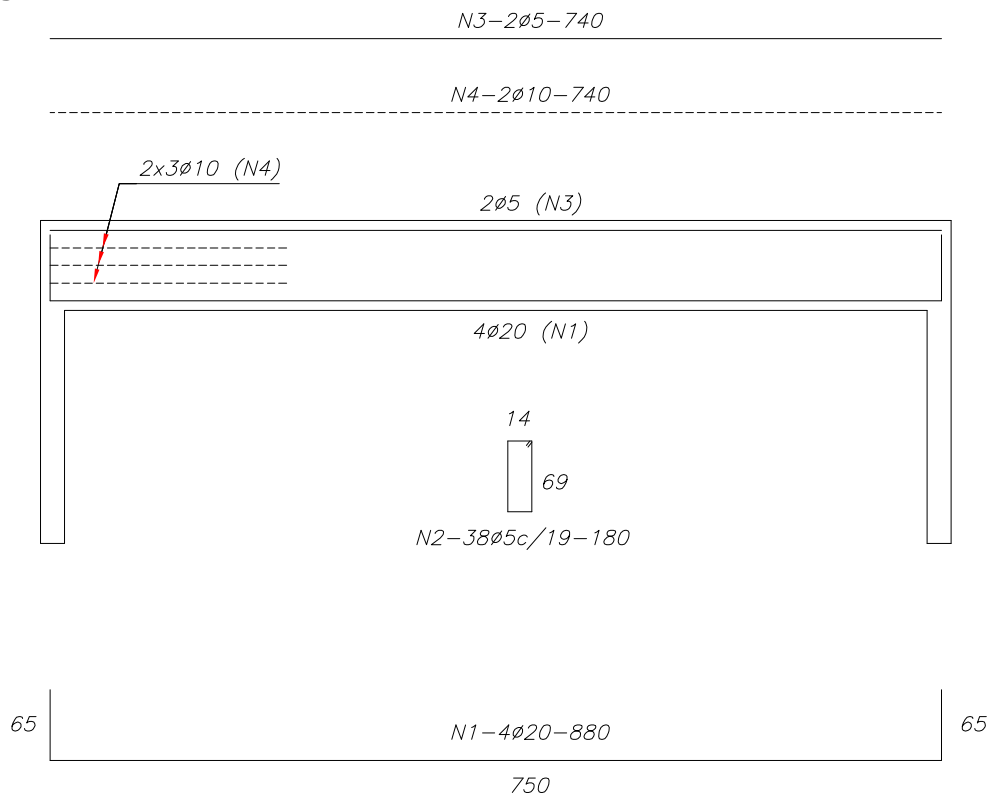 N3-2ø5-740
N4-2ø10-740
2x3ø10 (N4)
2ø5 (N3)
4ø20 (N1)
14
69
N2-38ø5c/19-180
65
N1-4ø20-880
65
750